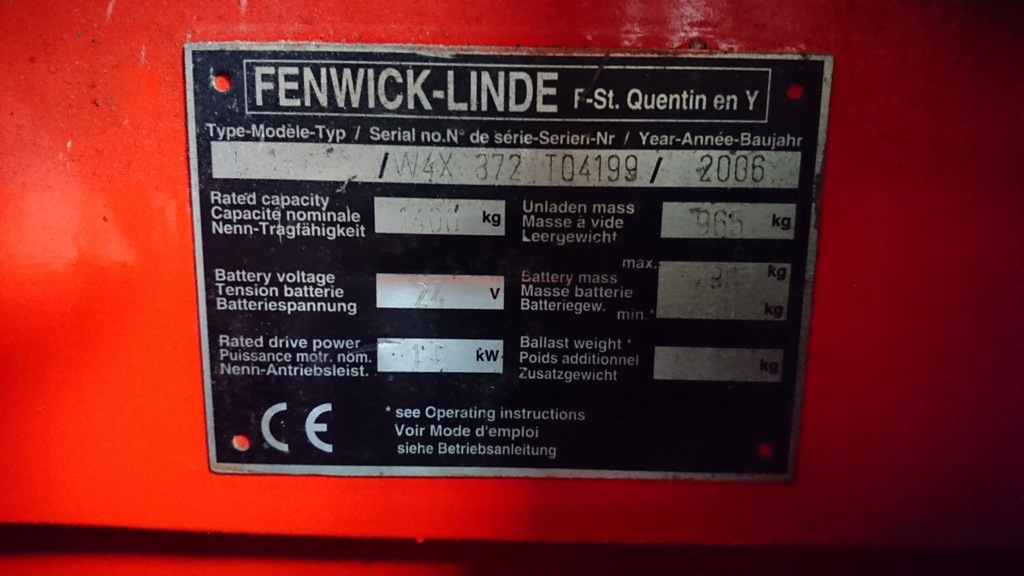 FENWICK-LINDE F-St. Quentin en Y
Type-Modèle-Typ / Serial no.N° de série-Serien-Nr / Year-Année-Baujahr
/W4X 372 T04199 / 2006
Rated capacity
Capacité nominale
Nenn-Tragfähigkeit
1400 kg
Unladen mass
Masse à vide
Leergewicht
965 kg
Battery voltage
Tension batterie
Batteriespannung
24 V
max.
Battery mass
Masse batterie
Batteriegew.
min.*
kg
kg
Rated drive power
Puissance motr. nom.
Nenn-Antriebsleist.
kW
Ballast weight *
Poids additionnel
Zusatzgewicht
kg
CE
* see Operating instructions
Voir Mode d'emploi
siehe Betriebsanleitung